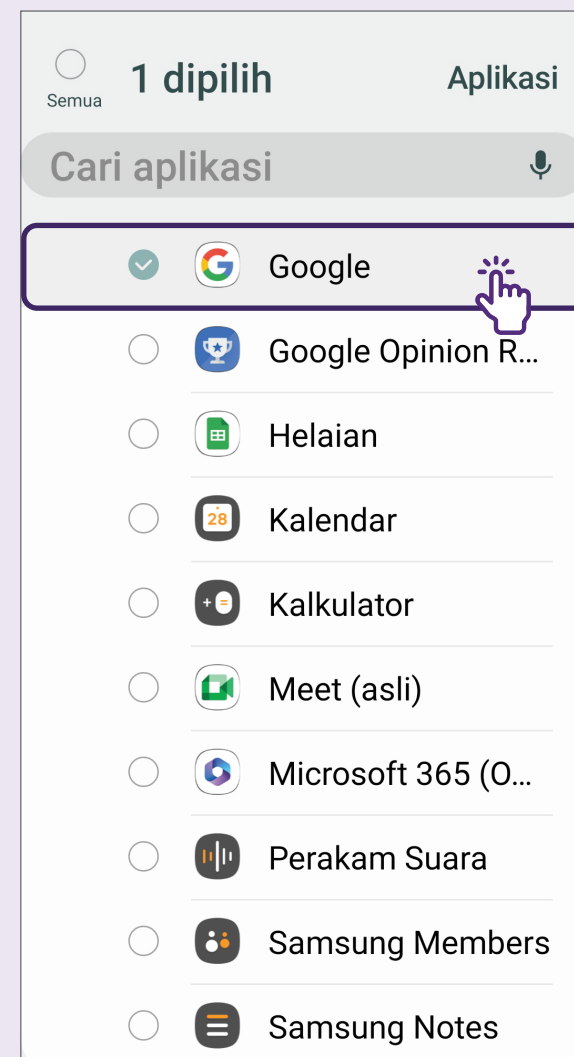 1 dipilih
Aplikasi
Semua
Cari aplikasi
Google
Google Opinion R...
Helaian
28
Kalendar
Kalkulator
Meet (asli)
Microsoft 365 (O...
Perakam Suara
Samsung Members
Samsung Notes